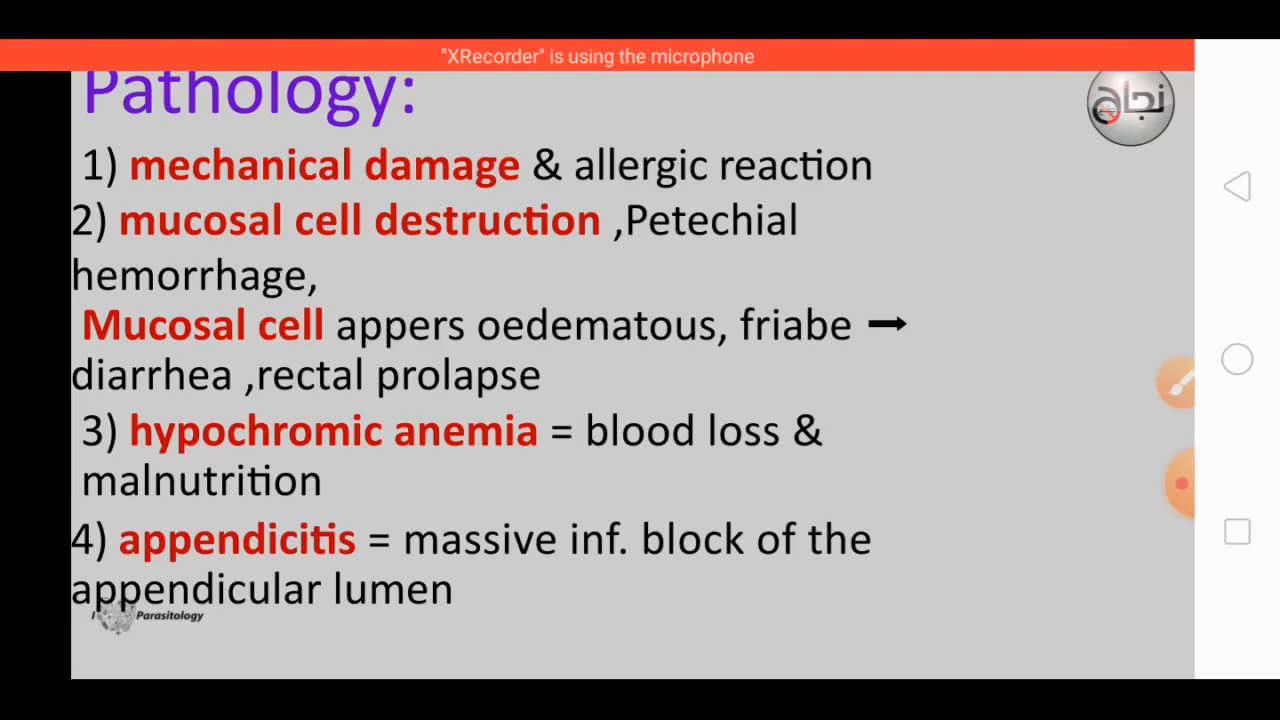 "XRecorder" is using the microphone
Pathology:
نجاح
1) mechanical damage & allergic reaction
2) mucosal cell destruction ,Petechial
hemorrhage,
Mucosal cell appers oedematous, friabe ➞
diarrhea ,rectal prolapse
3) hypochromic anemia = blood loss &
malnutrition
4) appendicitis = massive inf. block of the
appendicular lumen
I Parasitology